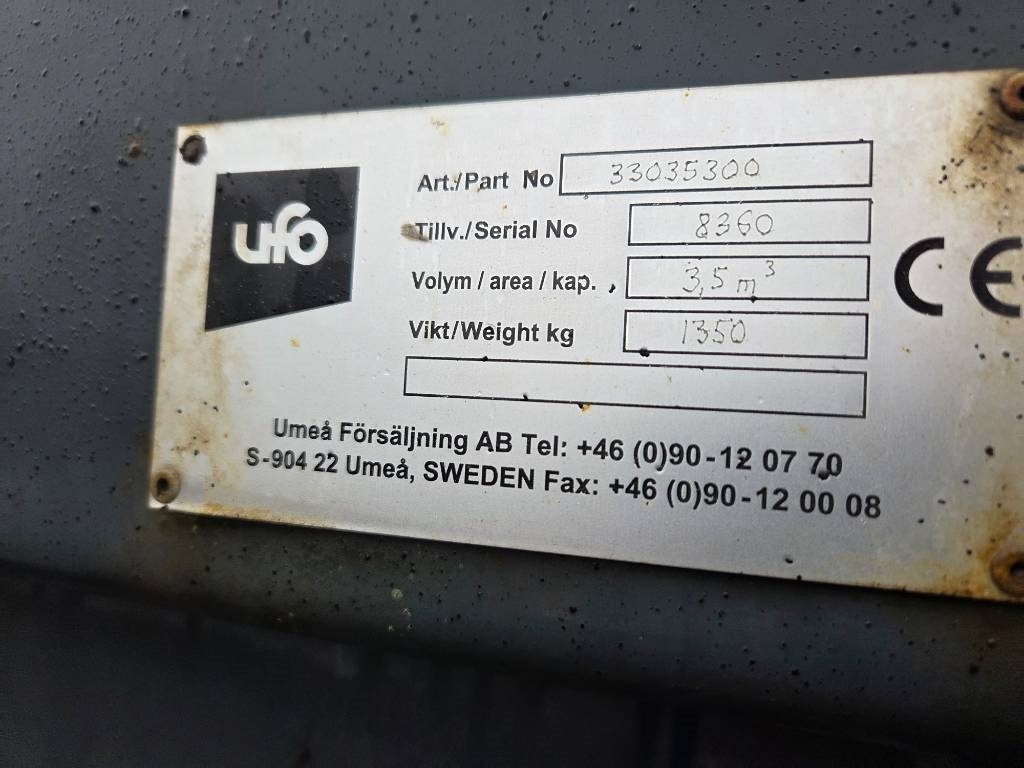 ufo
Art./Part No 33035300
Tillv./Serial No 8360
Volym / area / kap. 3,5 m³
Vikt/Weight kg 1350
CE
Umeå Försäljning AB Tel: +46 (0)90-12 07 70
S-904 22 Umeå, SWEDEN Fax: +46 (0)90-12 00 08